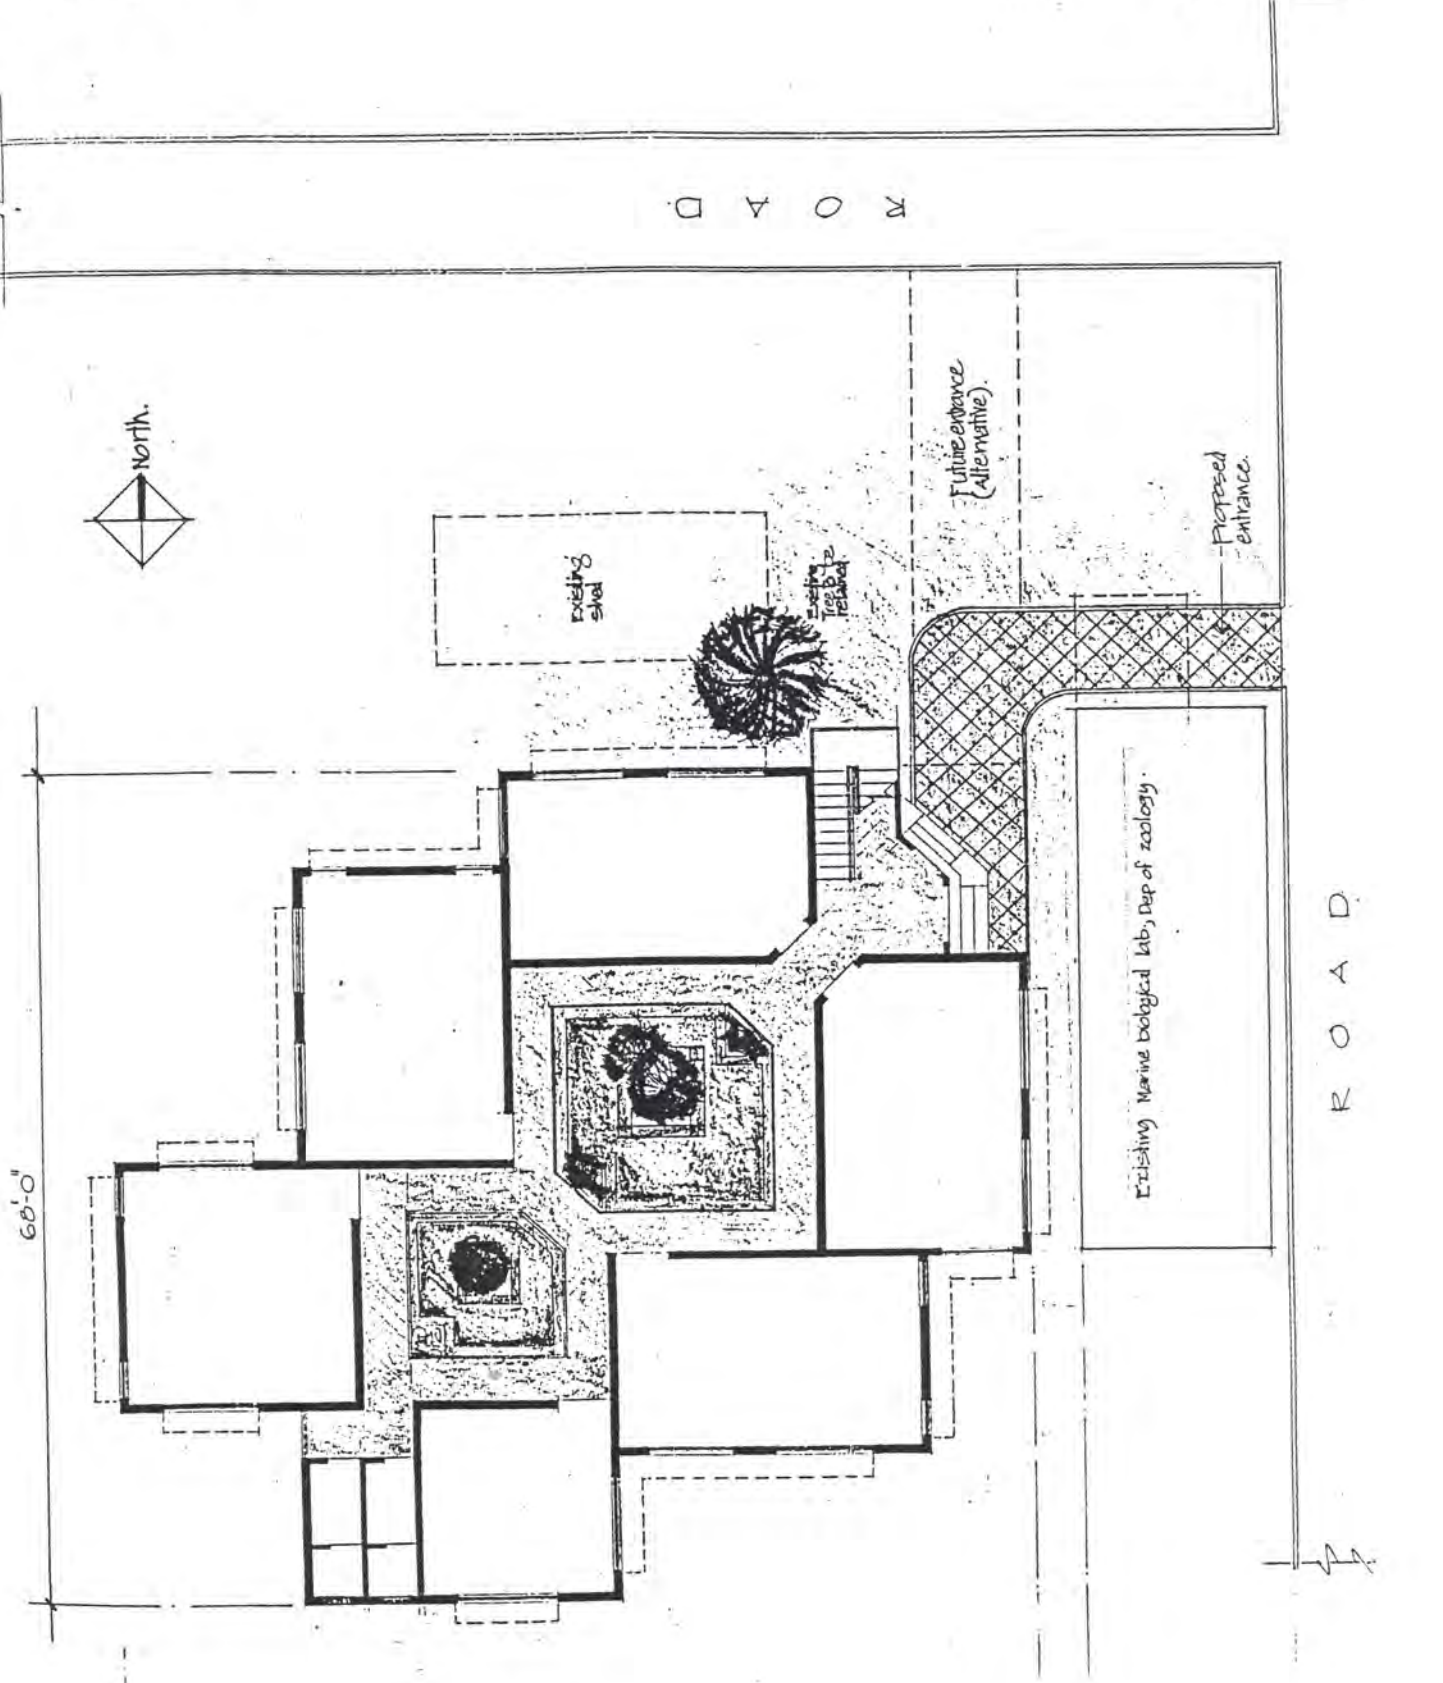 ROAD.
North.
Future entrance
(Alternative).
Proposed
entrance.
Existing
shed
Existing
Tree to be
retained.
68'-0"
Existing Marine biological lab, Dep of zoology.
ROAD.